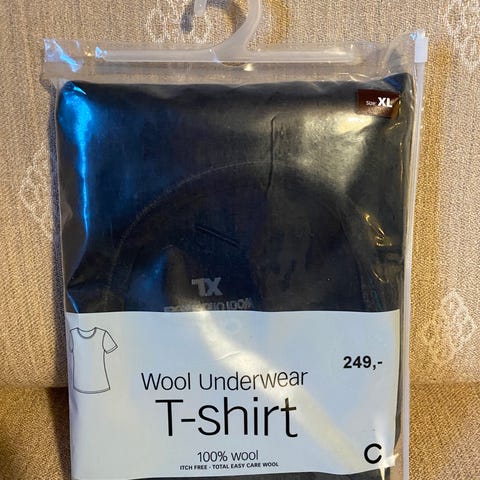 SIZE: XL
XL
249,-
Wool Underwear
T-shirt
100% wool
ITCH FREE - TOTAL EASY CARE WOOL
C